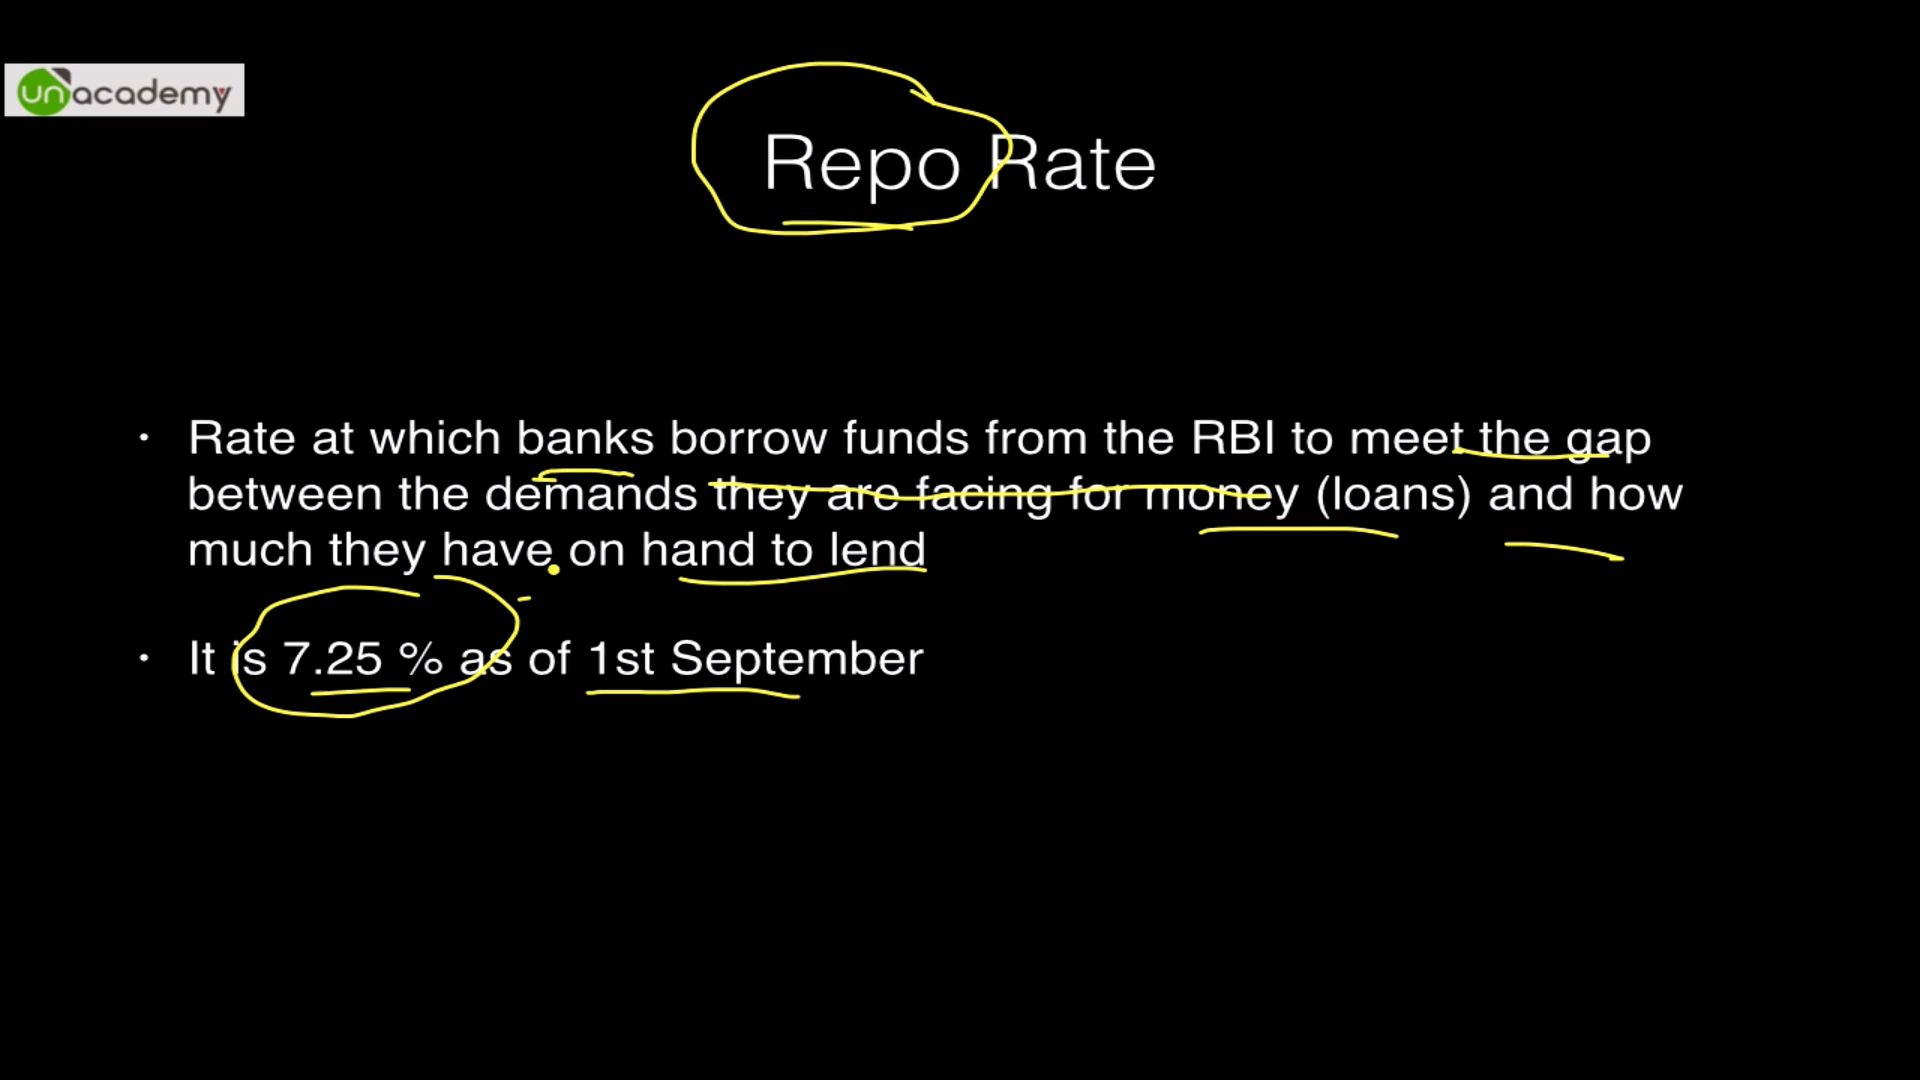 unacademy
Repo Rate
• Rate at which banks borrow funds from the RBI to meet the gap
between the demands they are facing for money (loans) and how
much they have on hand to lend
• It is 7.25 % as of 1st September